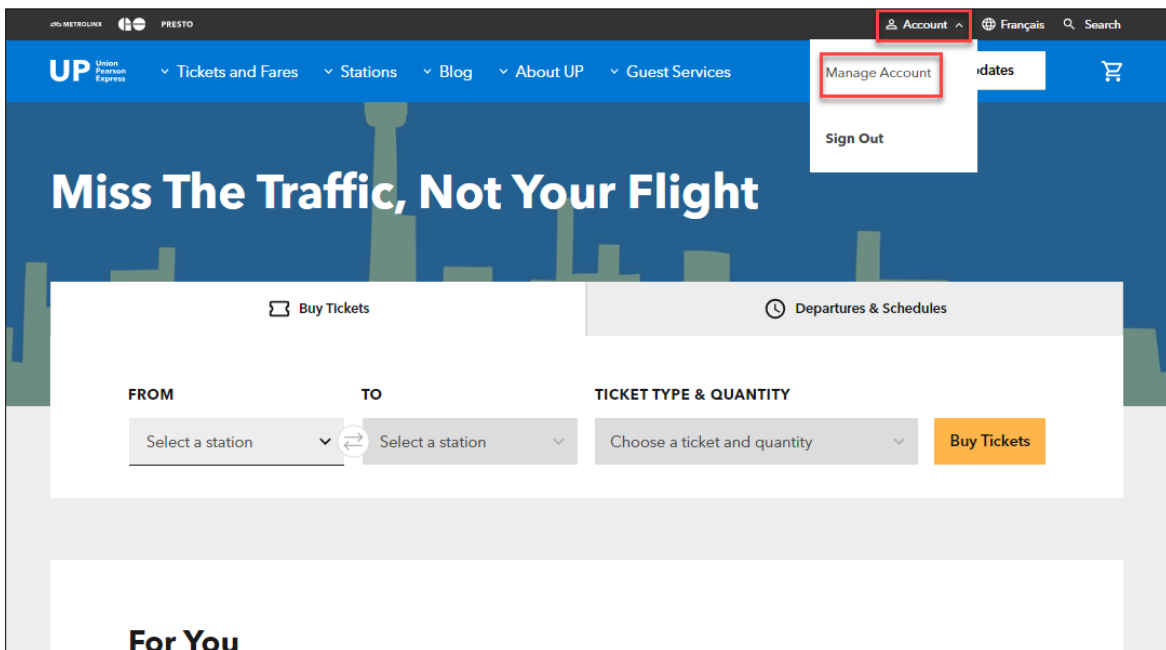 METROLINX GO PRESTO Account Français Search
UP Union Pearson Express Tickets and Fares Stations Blog About UP Guest Services
Manage Account
Sign Out
Miss The Traffic, Not Your Flight
Buy Tickets Departures & Schedules
FROM TO TICKET TYPE & QUANTITY
Select a station Select a station Choose a ticket and quantity Buy Tickets
For You